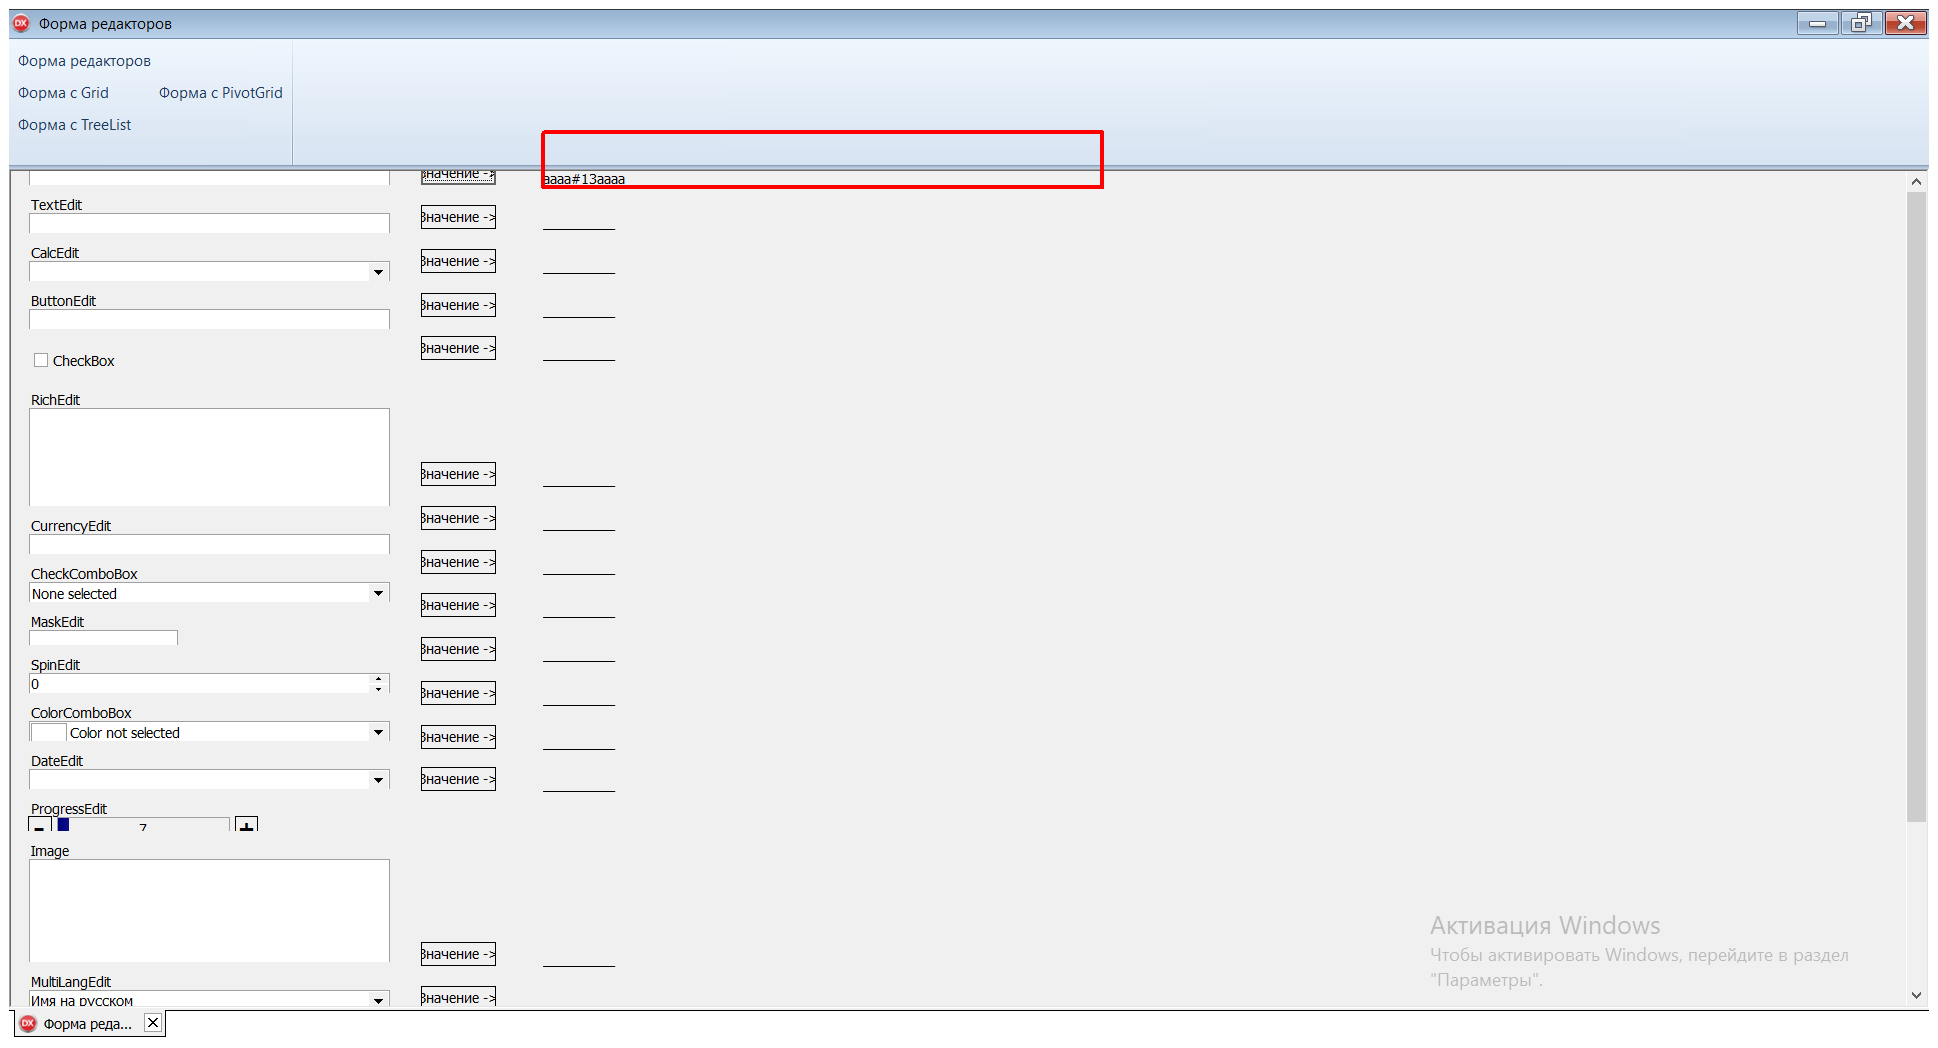 Форма редакторов
Форма редакторов
Форма с Grid Форма с PivotGrid
Форма с TreeList
Значение -> aaaa#13aaaa
TextEdit
Значение ->
CalcEdit
Значение ->
ButtonEdit
Значение ->
Значение ->
CheckBox
RichEdit
Значение ->
CurrencyEdit
Значение ->
CheckComboBox
Значение ->
None selected
Значение ->
MaskEdit
Значение ->
SpinEdit
0
Значение ->
ColorComboBox
Color not selected
Значение ->
DateEdit
Значение ->
ProgressEdit
- 7 +
Image
Значение ->
MultiLangEdit
Имя на русском
Значение ->
Активация Windows
Чтобы активировать Windows, перейдите в раздел
"Параметры".
Форма реда...